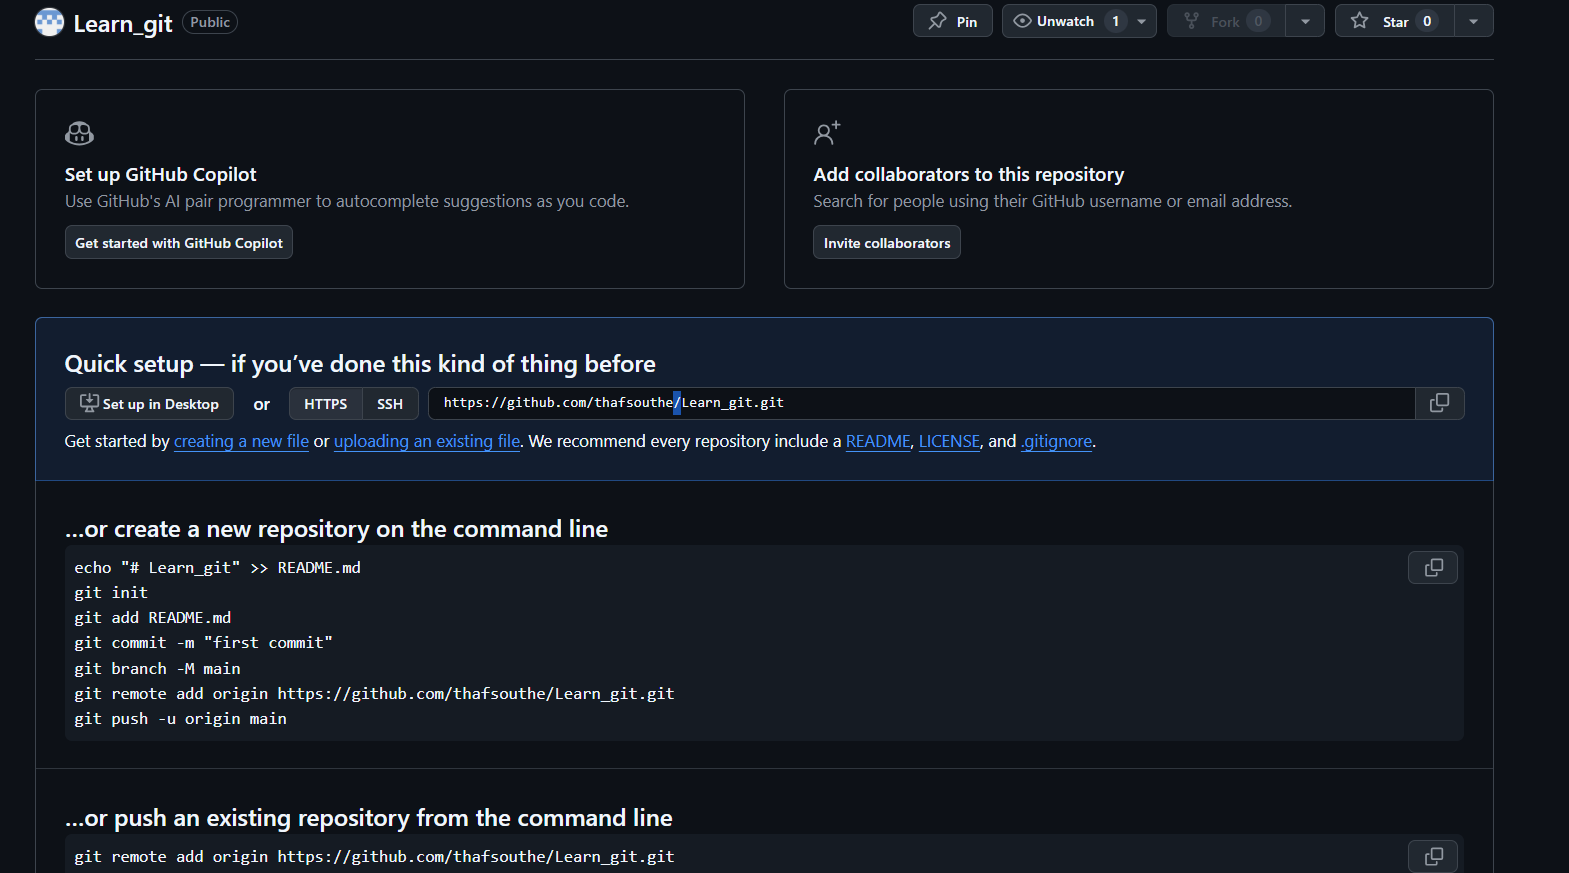 Learn_git Public
Pin
Unwatch 1
Fork 0
Star 0
Set up GitHub Copilot
Use GitHub's AI pair programmer to autocomplete suggestions as you code.
Get started with GitHub Copilot
Add collaborators to this repository
Search for people using their GitHub username or email address.
Invite collaborators
Quick setup — if you’ve done this kind of thing before
Set up in Desktop or HTTPS SSH https://github.com/thafsouthe/Learn_git.git
Get started by creating a new file or uploading an existing file. We recommend every repository include a README, LICENSE, and .gitignore.
…or create a new repository on the command line
echo "# Learn_git" >> README.md
git init
git add README.md
git commit -m "first commit"
git branch -M main
git remote add origin https://github.com/thafsouthe/Learn_git.git
git push -u origin main
…or push an existing repository from the command line
git remote add origin https://github.com/thafsouthe/Learn_git.git